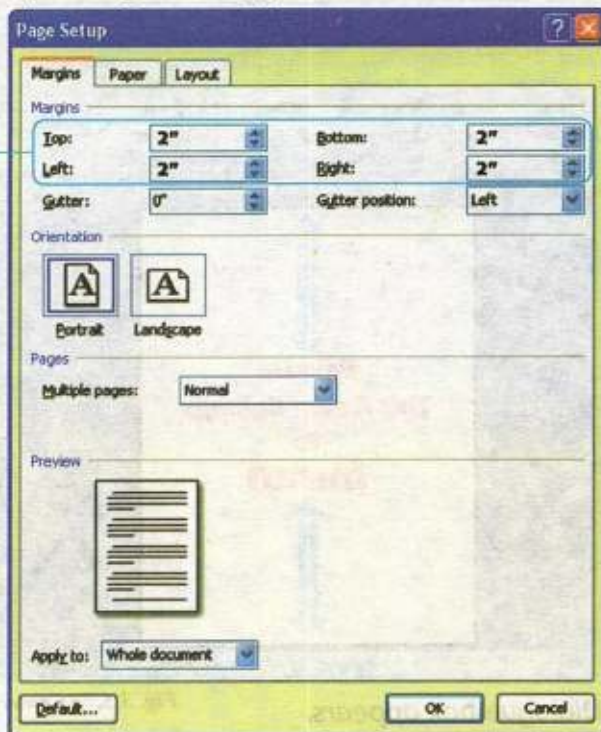 Page Setup
Margins Paper Layout
Margins
Top: 2" Bottom: 2"
Left: 2" Right: 2"
Gutter: 0" Gutter position: Left
Orientation
A A
Portrait Landscape
Pages
Multiple pages: Normal
Preview
Apply to: Whole document
Default... OK Cancel
appears.